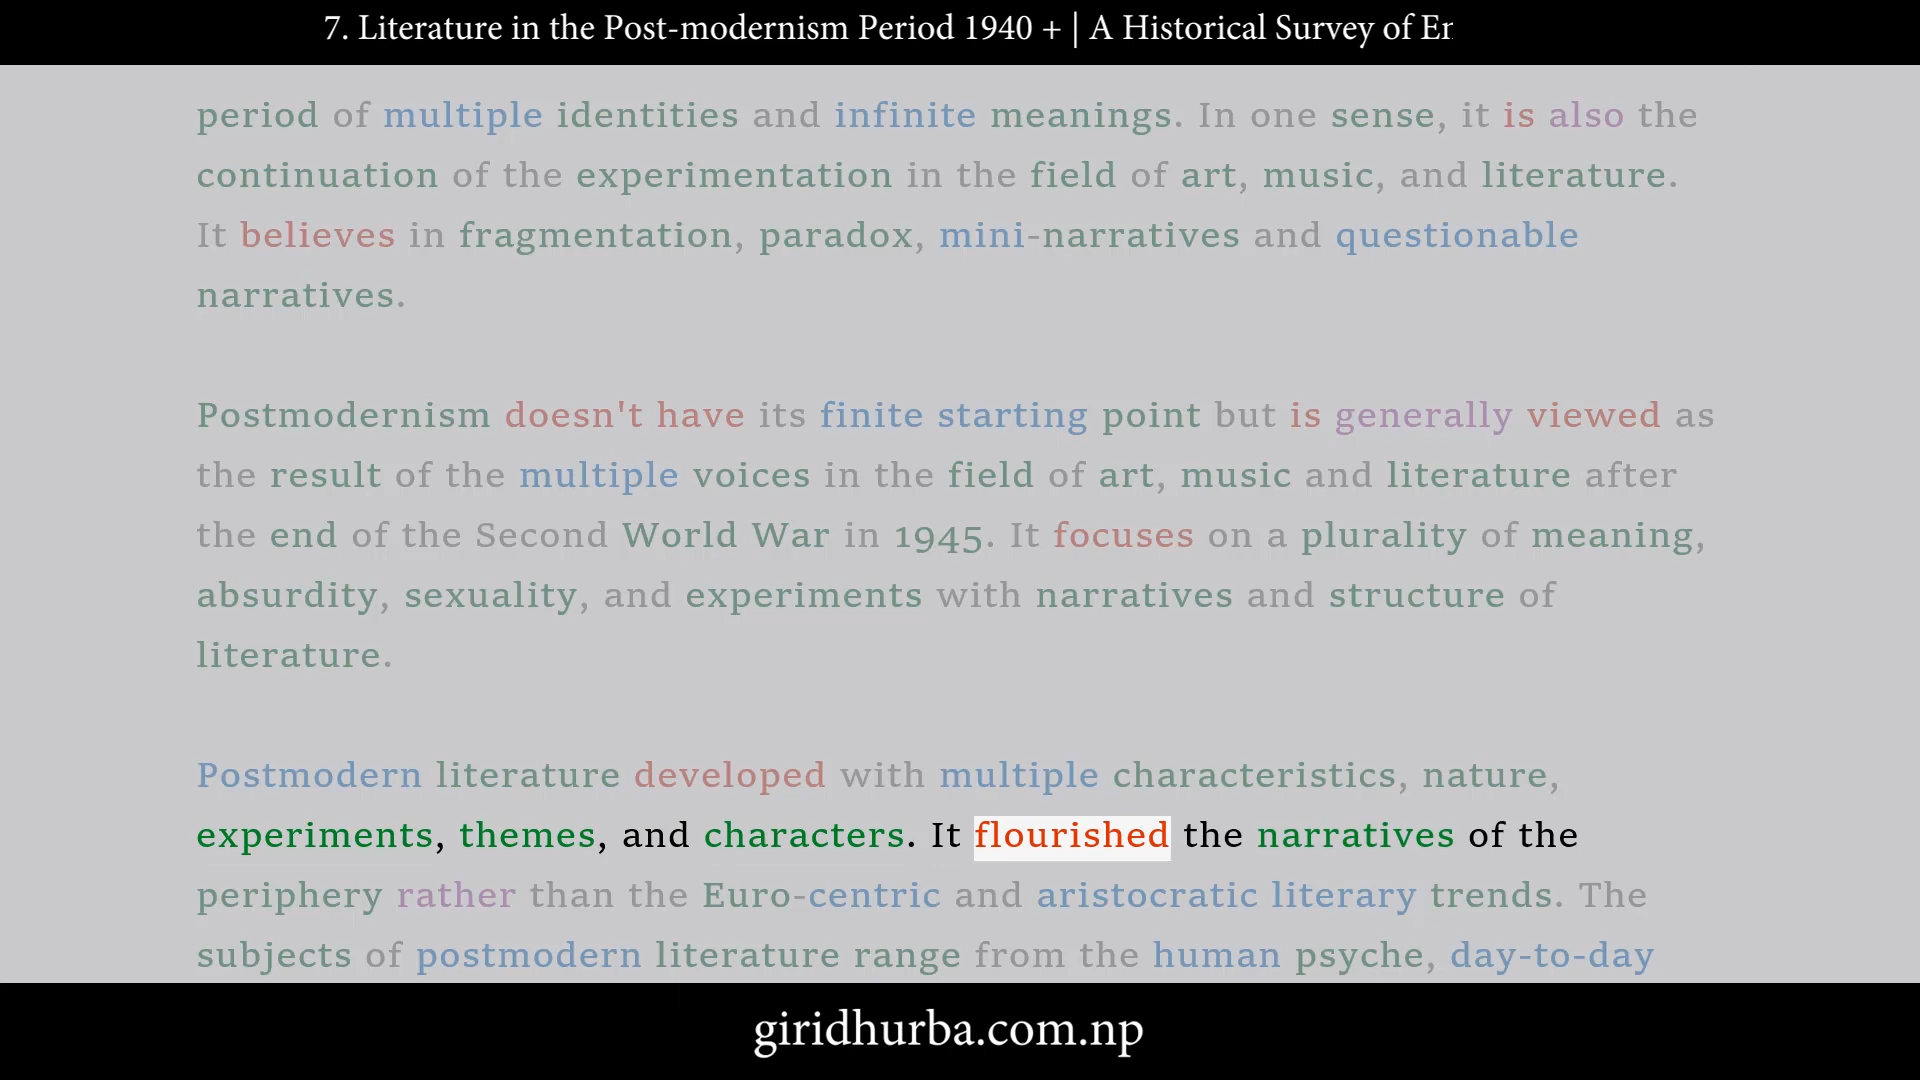 7. Literature in the Post-modernism Period 1940 + | A Historical Survey of En
period of multiple identities and infinite meanings. In one sense, it is also the
continuation of the experimentation in the field of art, music, and literature.
It believes in fragmentation, paradox, mini-narratives and questionable
narratives.
Postmodernism doesn't have its finite starting point but is generally viewed as
the result of the multiple voices in the field of art, music and literature after
the end of the Second World War in 1945. It focuses on a plurality of meaning,
absurdity, sexuality, and experiments with narratives and structure of
literature.
Postmodern literature developed with multiple characteristics, nature,
experiments, themes, and characters. It flourished the narratives of the
periphery rather than the Euro-centric and aristocratic literary trends. The
subjects of postmodern literature range from the human psyche, day-to-day
giridhurba.com.np